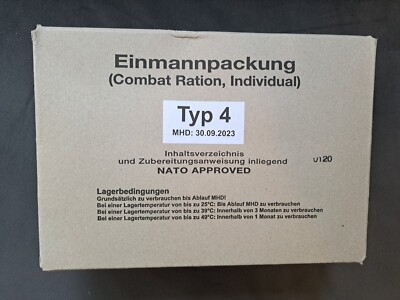 Einmannpackung
(Combat Ration, Individual)
Typ 4
MHD: 30.09.2023
Inhaltsverzeichnis
und Zubereitungsanweisung inliegend
NATO APPROVED
120
Lagerbedingungen
Grundsätzlich zu verbrauchen bis Ablauf MHD!
Bei einer Lagertemperatur von bis zu 25°C: Bis Ablauf MHD zu verbrauchen
Bei einer Lagertemperatur von bis zu 39°C: Innerhalb von 3 Monaten zu verbrauchen
Bei einer Lagertemperatur von bis zu 49°C: Innerhalb von 1 Monat zu verbrauchen